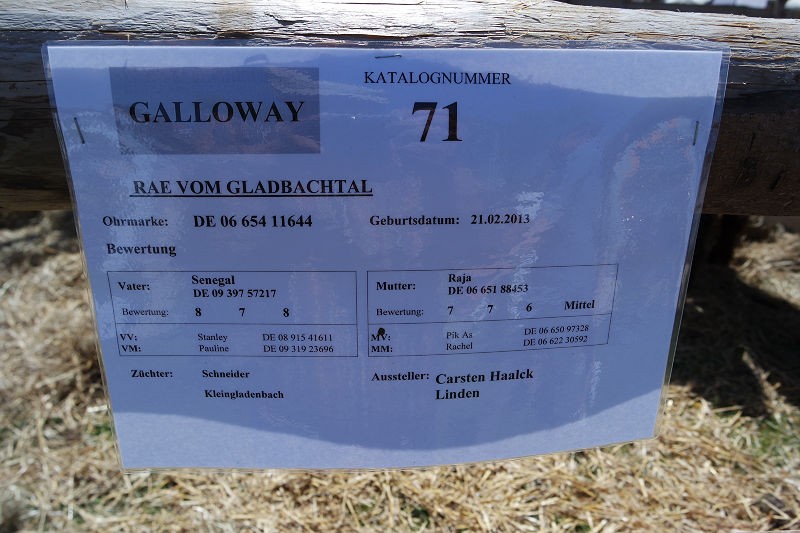 GALLOWAY
KATALOGNUMMER
71
RAE VOM GLADBACHTAL
Ohrmarke: DE 06 654 11644 Geburtsdatum: 21.02.2013
Bewertung
Vater: Senegal
DE 09 397 57217
Bewertung: 8 7 8
VV: Stanley DE 08 915 41611
VM: Pauline DE 09 319 23696
Mutter: Raja
DE 06 651 88453
Bewertung: 7 7 6 Mittel
MV: Pik As DE 06 650 97328
MM: Rachel DE 06 622 30592
Züchter: Schneider
Kleingladenbach
Aussteller: Carsten Haalck
Linden